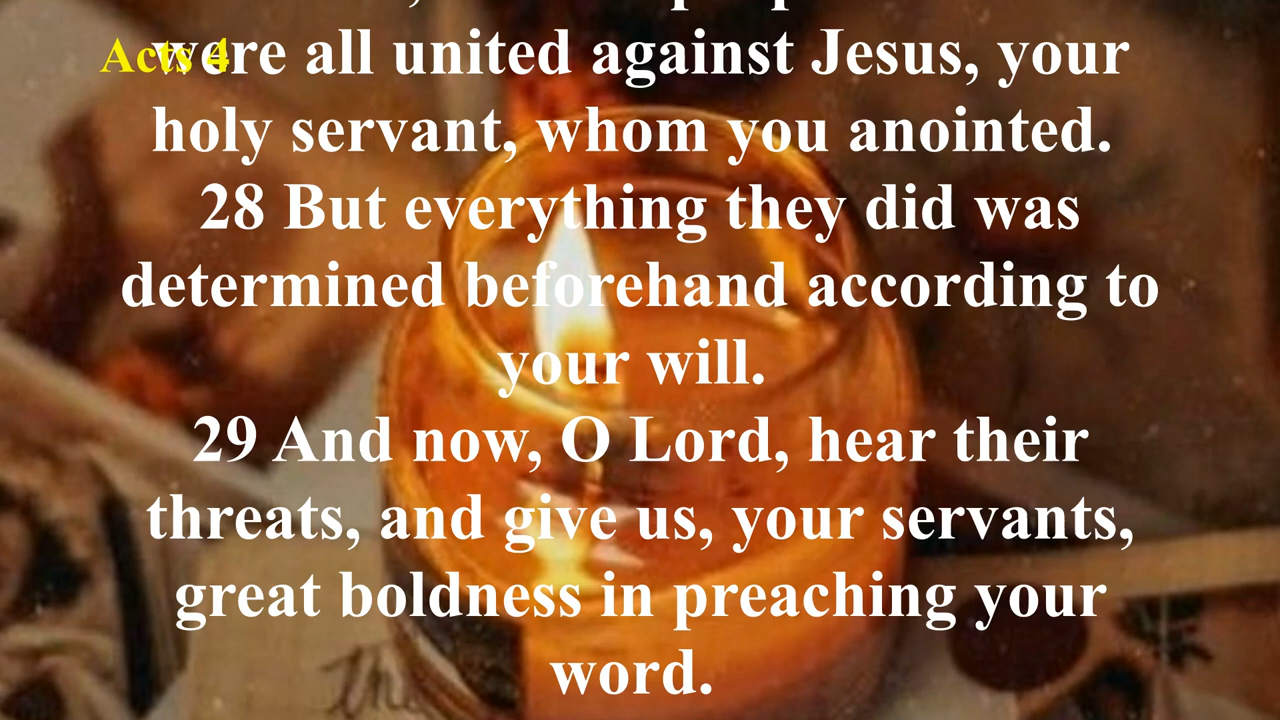 Acts 4
were all united against Jesus, your
holy servant, whom you anointed.
28 But everything they did was
determined beforehand according to
your will.
29 And now, O Lord, hear their
threats, and give us, your servants,
great boldness in preaching your
word.
the